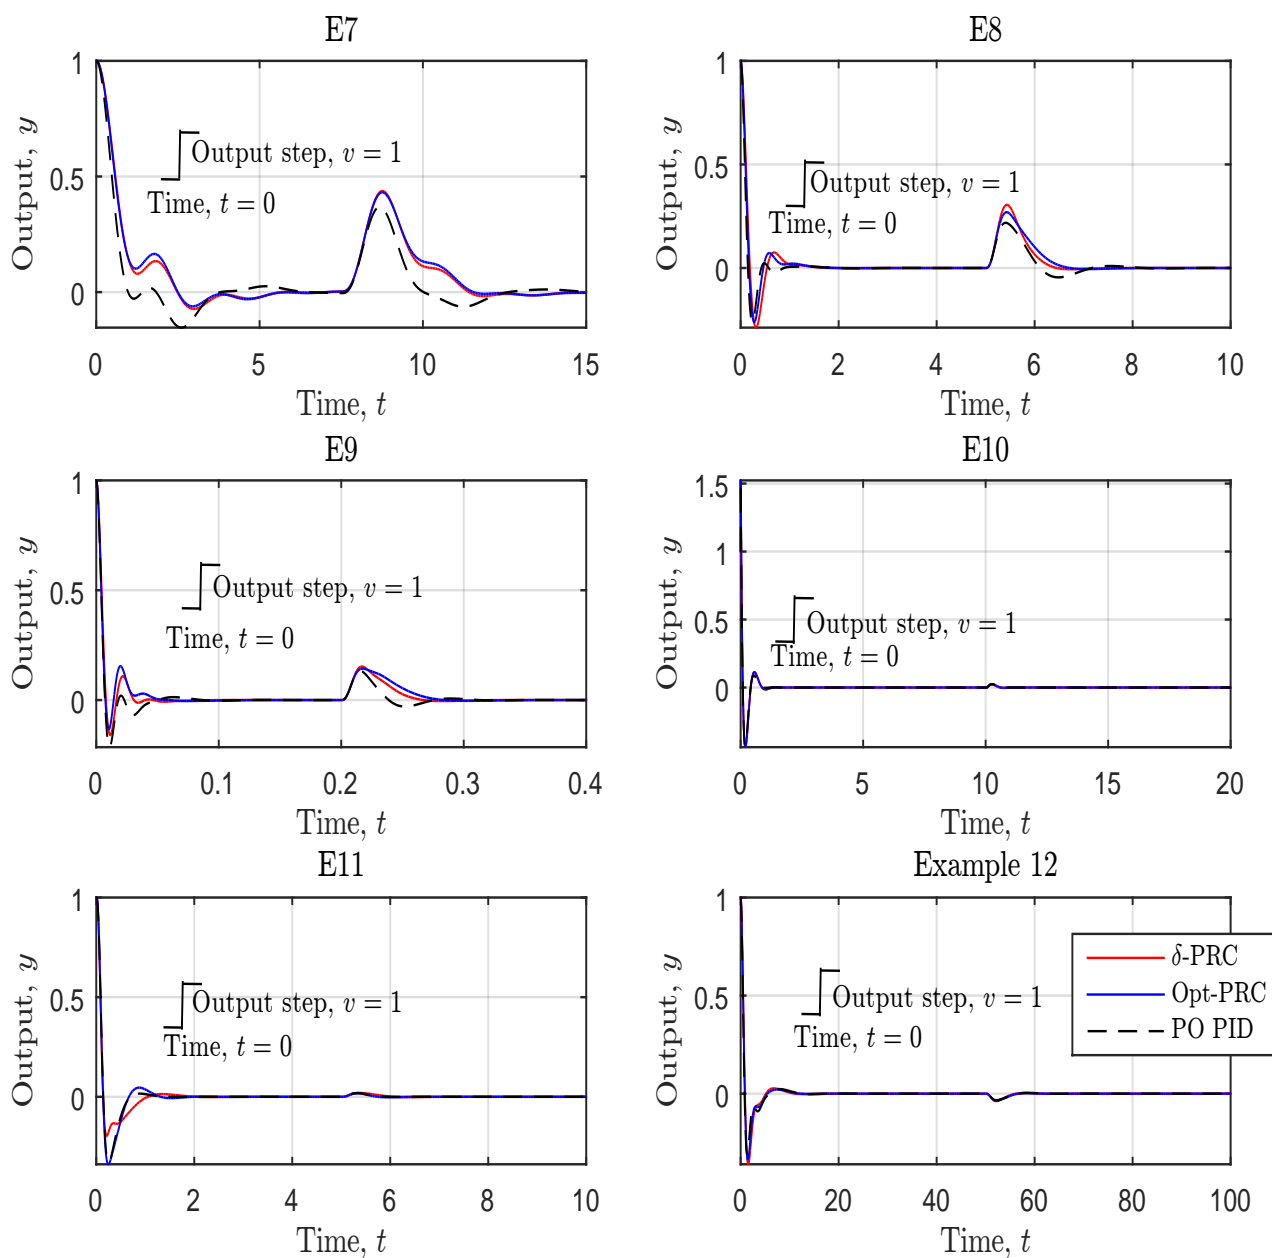 E7
1
0.5
0
Output, y
Output step, v = 1
Time, t = 0
0 5 10 15
Time, t
E8
1
0.5
0
Output, y
Output step, v = 1
Time, t = 0
0 2 4 6 8 10
Time, t
E9
1
0.5
0
Output, y
Output step, v = 1
Time, t = 0
0 0.1 0.2 0.3 0.4
Time, t
E10
1.5
1
0.5
0
Output, y
Output step, v = 1
Time, t = 0
0 5 10 15 20
Time, t
E11
1
0.5
0
Output, y
Output step, v = 1
Time, t = 0
0 2 4 6 8 10
Time, t
Example 12
1
0.5
0
Output, y
Output step, v = 1
Time, t = 0
δ-PRC
Opt-PRC
PO PID
0 20 40 60 80 100
Time, t